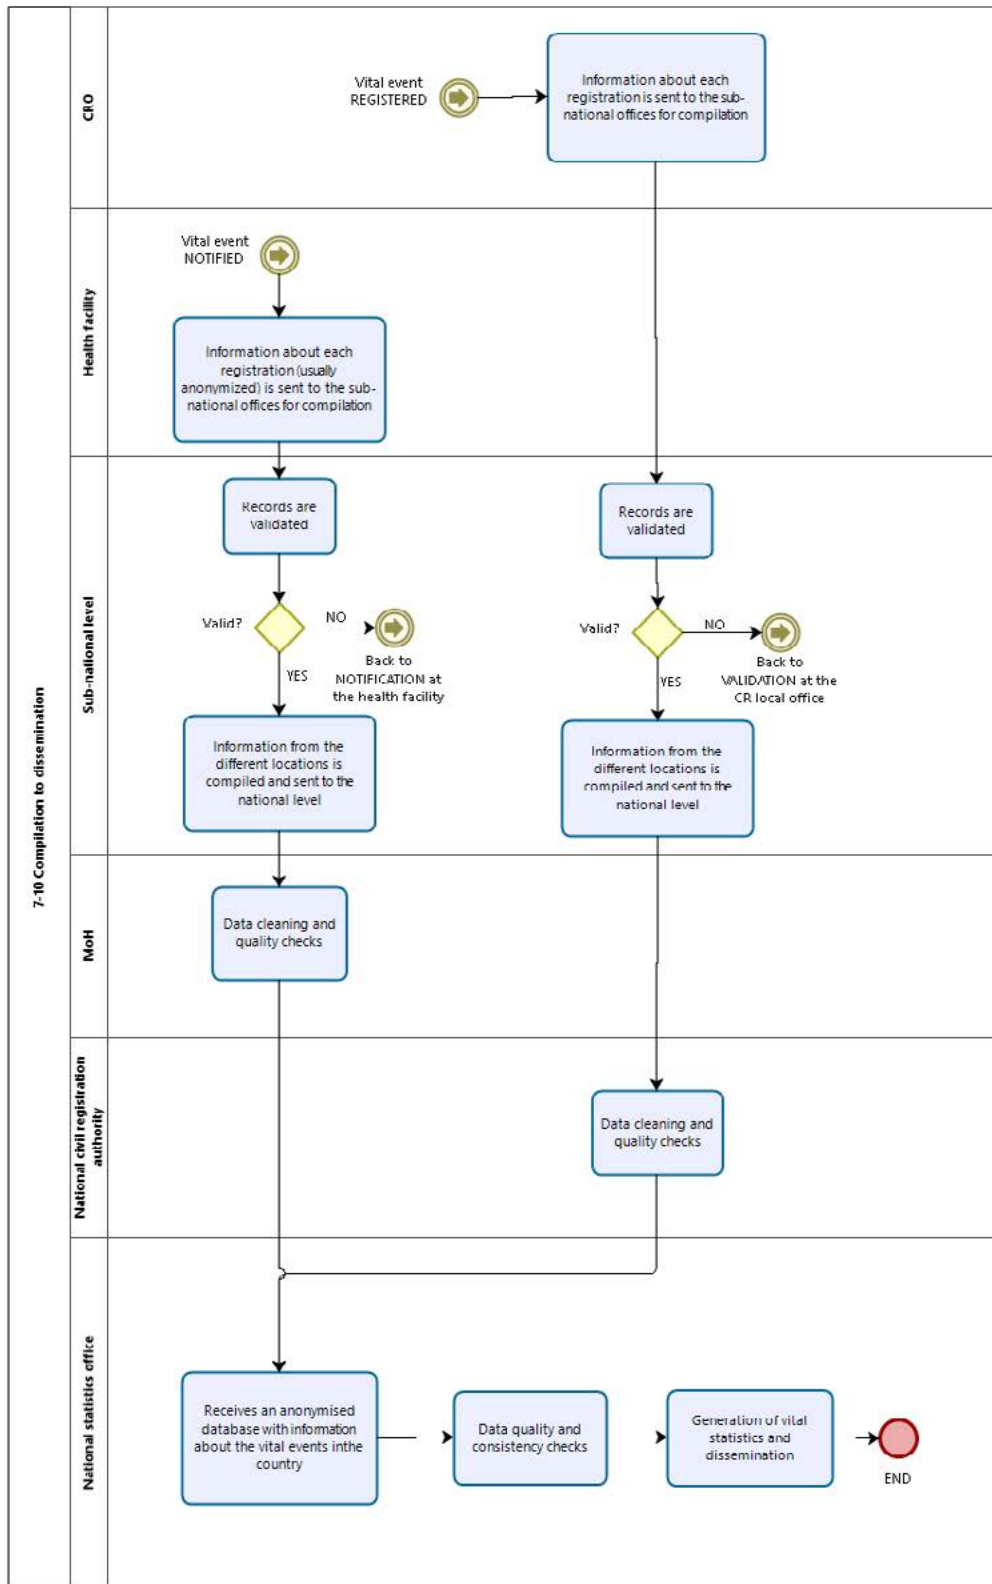 7-10 Compilation to dissemination
CRO
Vital event
REGISTERED
Information about each
registration is sent to the sub-
national offices for compilation
Health facility
Vital event
NOTIFIED
Information about each
registration (usually
anonymized) is sent to the sub-
national offices for compilation
Sub-national level
Records are
validated
Valid?
NO
Back to
NOTIFICATION at
the health facility
YES
Information from the
different locations is
compiled and sent to the
national level
Records are
validated
Valid?
NO
Back to
VALIDATION at the
CR local office
YES
Information from the
different locations is
compiled and sent to the
national level
MoH
Data cleaning and
quality checks
National civil registration
authority
Data cleaning and
quality checks
National statistics office
Receives an anonymised
database with information
about the vital events inthe
country
Data quality and
consistency checks
Generation of vital
statistics and
dissemination
END